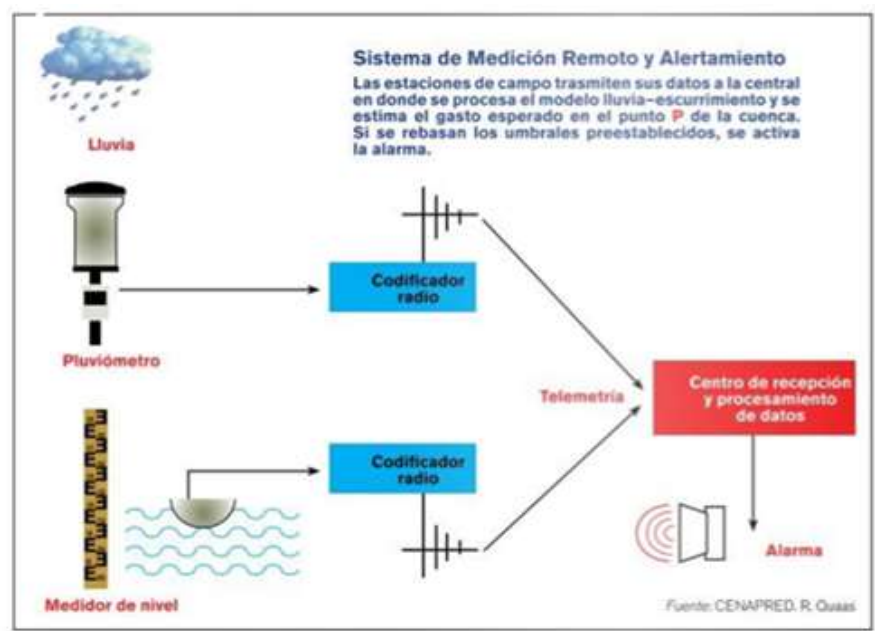 Sistema de Medición Remoto y Alertamiento
Las estaciones de campo trasmiten sus datos a la central
en donde se procesa el modelo lluvia-escurrimiento y se
estima el gasto esperado en el punto P de la cuenca.
Si se rebasan los umbrales preestablecidos, se activa
la alarma.
Lluvia
Codificador
radio
Pluviómetro
Telemetría
Centro de recepción
y procesamiento
de datos
Codificador
radio
Alarma
Medidor de nivel
Fuente: CENAPRED. R. Quaas